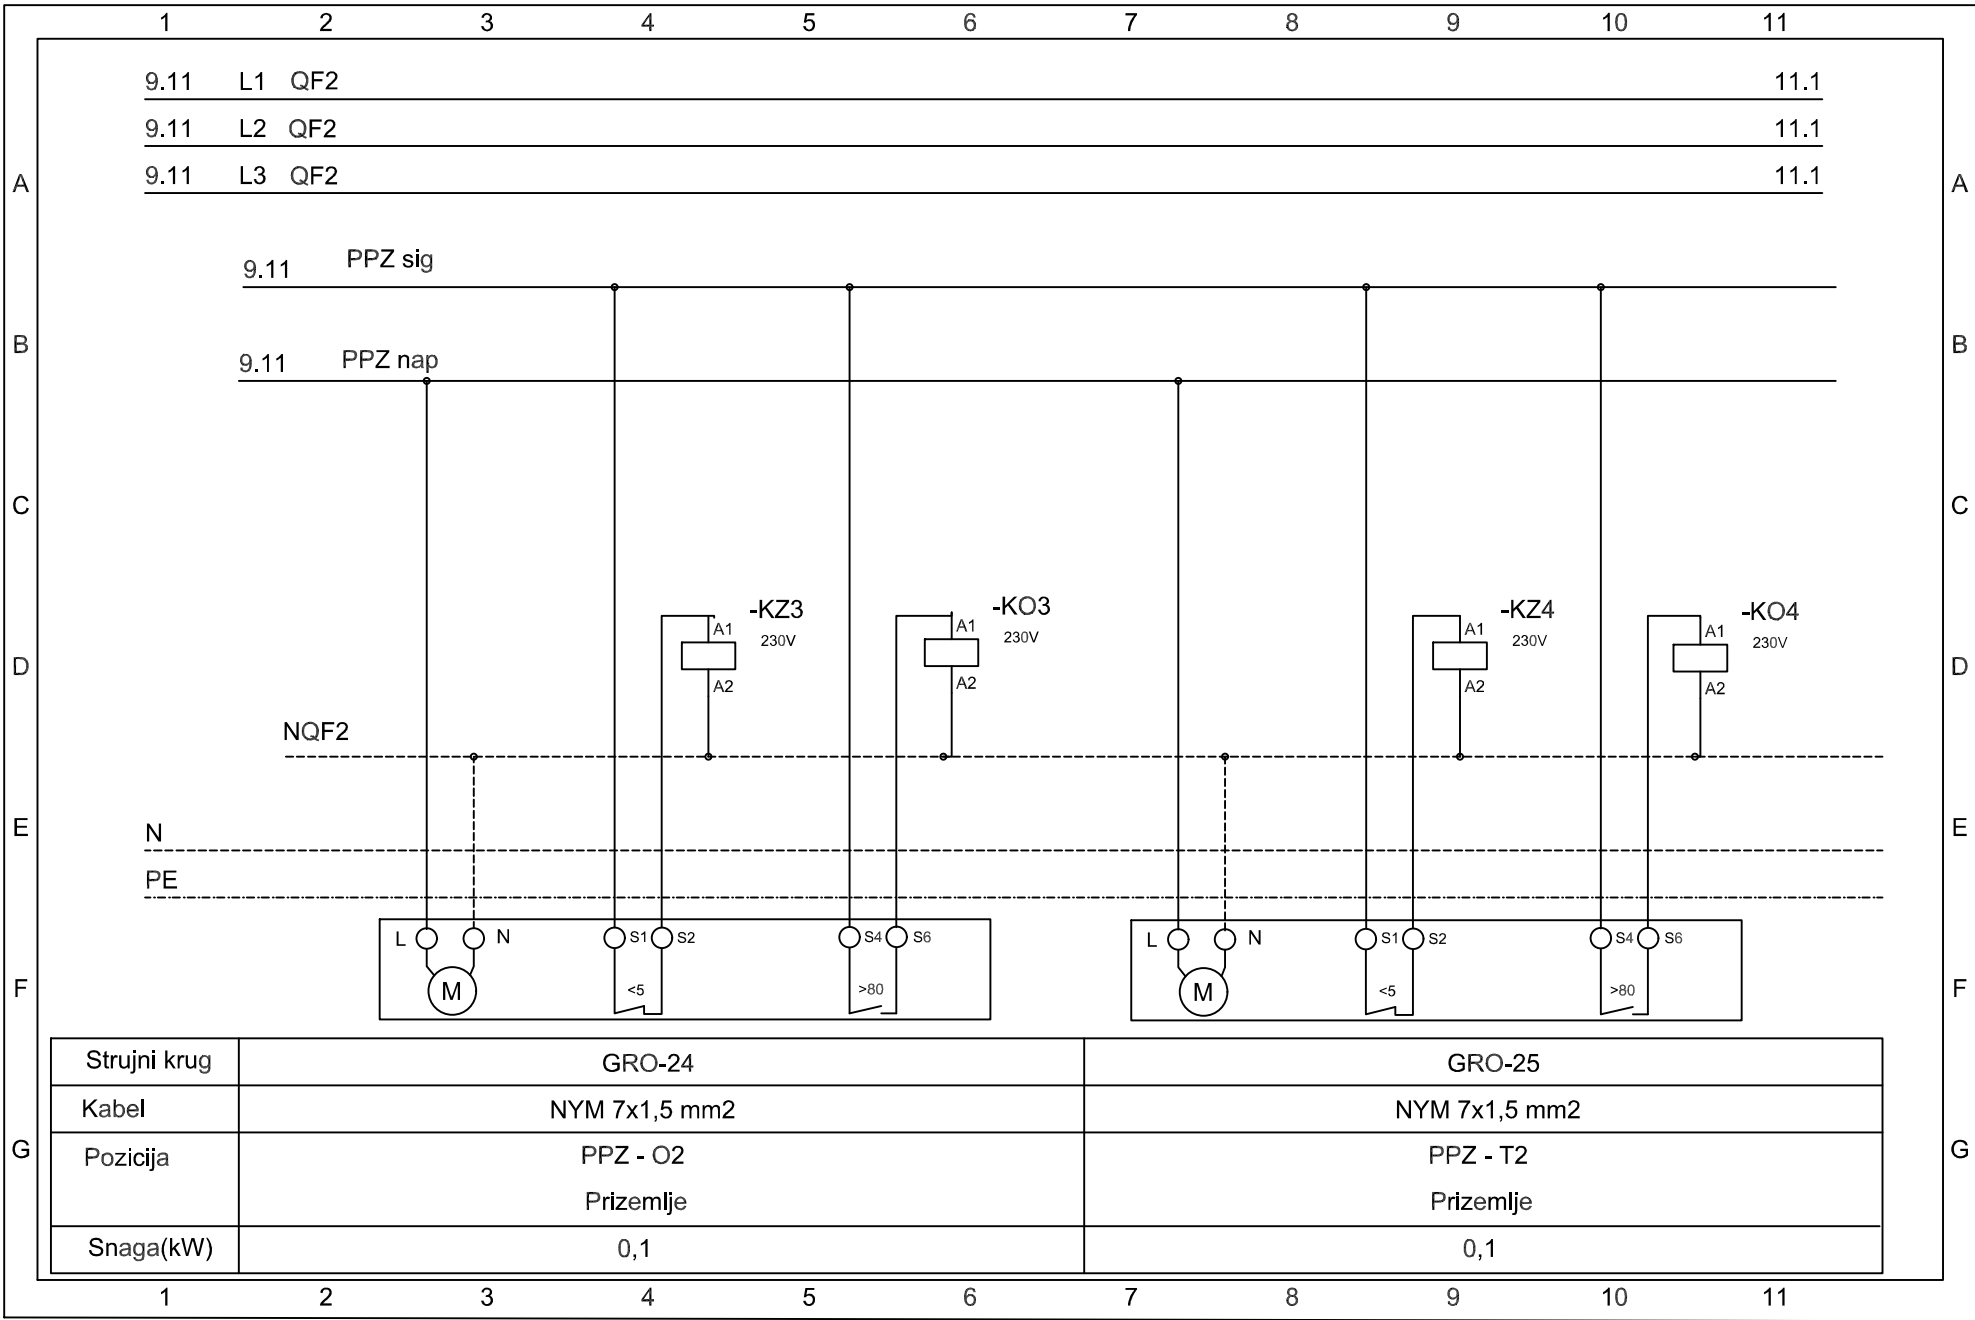 1 2 3 4 5 6 7 8 9 10 11
9.11 L1 QF2 11.1
9.11 L2 QF2 11.1
9.11 L3 QF2 11.1
A A
9.11 PPZ sig
B B
9.11 PPZ nap
C C
-KZ3 -KO3 -KZ4 -KO4
A1 230V A1 230V A1 230V A1 230V
D D
A2 A2 A2 A2
NQF2
E E
N
PE
L N S1 S2 S4 S6 L N S1 S2 S4 S6
F M <5 >80 M <5 >80 F
Strujni krug GRO-24 GRO-25
Kabel NYM 7x1,5 mm2 NYM 7x1,5 mm2
G G
Pozicija PPZ - O2 PPZ - T2
Prizemlje Prizemlje
Snaga(kW) 0,1 0,1
1 2 3 4 5 6 7 8 9 10 11